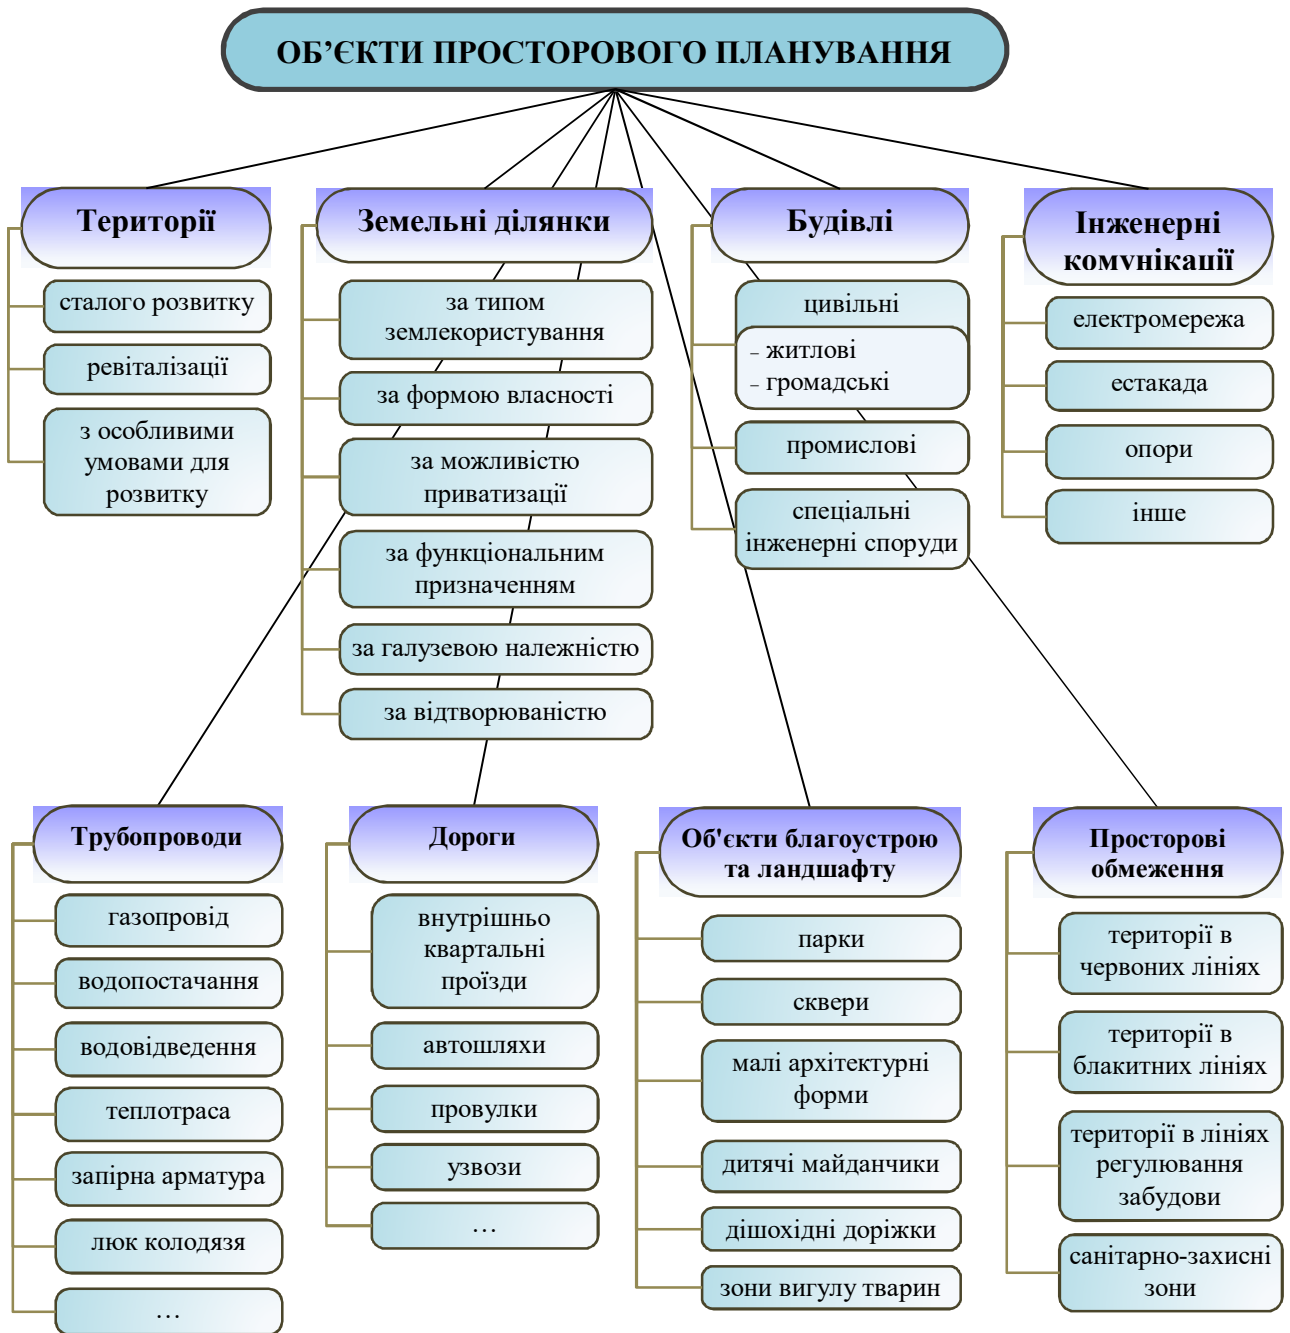 ОБ’ЄКТИ ПРОСТОРОВОГО ПЛАНУВАННЯ
Території
сталого розвитку
ревіталізації
з особливими
умовами для
розвитку
Земельні ділянки
за типом
землекористування
за формою власності
за можливістю
приватизації
за функціональним
призначенням
за галузевою належністю
за відтворюваністю
Будівлі
цивільні
– житлові
– громадські
промислові
спеціальні
інженерні споруди
Інженерні
комунікації
електромережа
естакада
опори
інше
Трубопроводи
газопровід
водопостачання
водовідведення
теплотраса
запірна арматура
люк колодязя
…
Дороги
внутрішньо
квартальні
проїзди
автошляхи
провулки
узвози
…
Об'єкти благоустрою
та ландшафту
парки
сквери
малі архітектурні
форми
дитячі майданчики
дішохідні доріжки
зони вигулу тварин
Просторові
обмеження
території в
червоних лініях
території в
блакитних лініях
території в лініях
регулювання
забудови
санітарно-захисні
зони